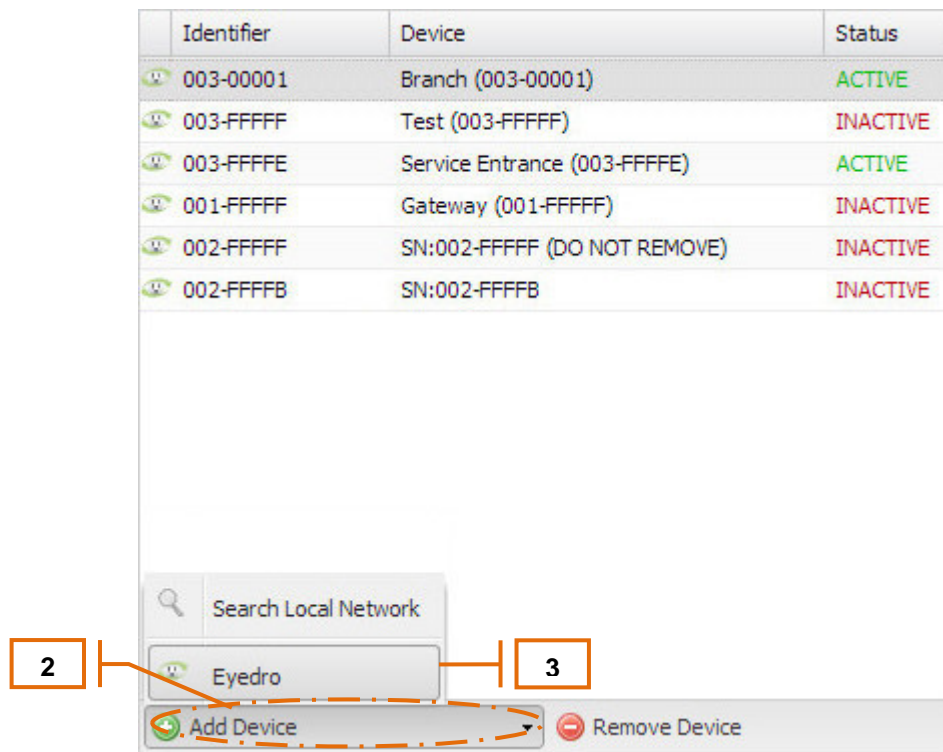 Identifier Device Status
003-00001 Branch (003-00001) ACTIVE
003-FFFFF Test (003-FFFFF) INACTIVE
003-FFFFE Service Entrance (003-FFFFE) ACTIVE
001-FFFFF Gateway (001-FFFFF) INACTIVE
002-FFFFF SN:002-FFFFF (DO NOT REMOVE) INACTIVE
002-FFFFB SN:002-FFFFB INACTIVE
Search Local Network
2 Eyedro 3
Add Device Remove Device